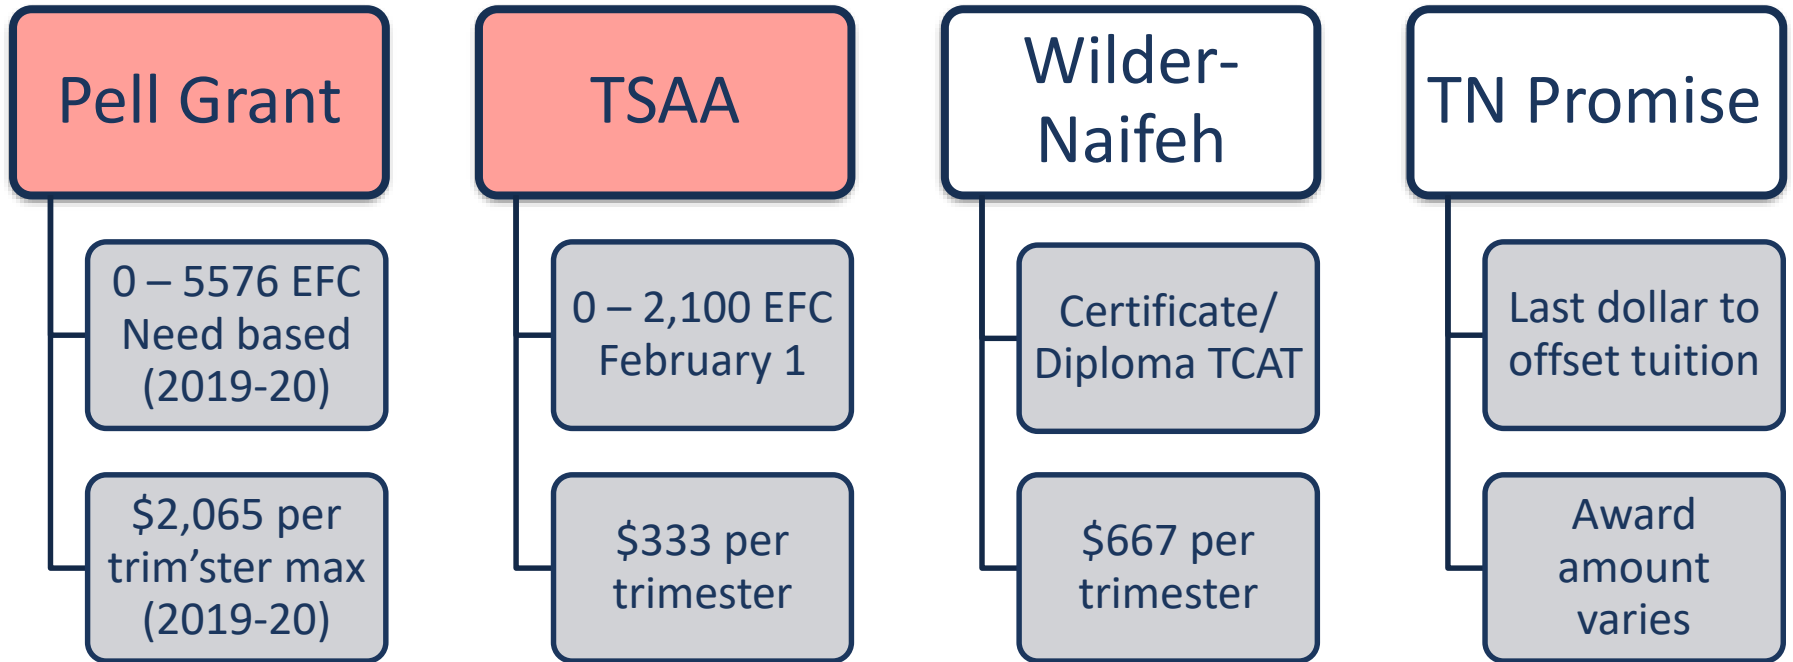 Pell Grant
0 – 5576 EFC
Need based
(2019-20)
$2,065 per
trim’ster max
(2019-20)
TSAA
0 – 2,100 EFC
February 1
$333 per
trimester
Wilder-
Naifeh
Certificate/
Diploma TCAT
$667 per
trimester
TN Promise
Last dollar to
offset tuition
Award
amount
varies